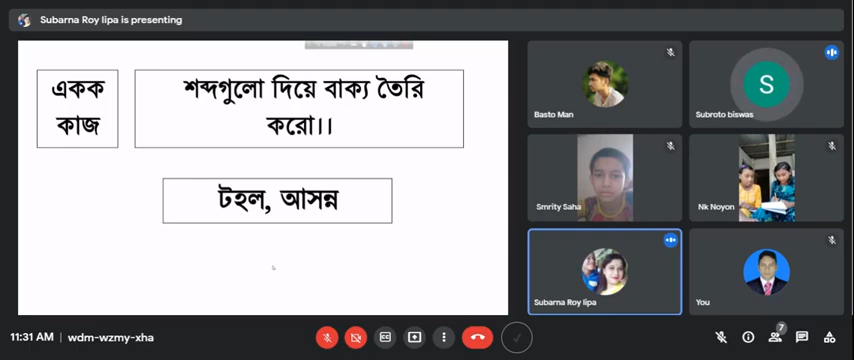 Subarna Roy lipa is presenting
একক
কাজ
শব্দগুলো দিয়ে বাক্য তৈরি
করো।।
টহল, আসন্ন
Basto Man
S
Subroto biswas
Smrity Saha
Nk Noyon
Subarna Roy lipa
You
11:31 AM | wdm-wzmy-xha
7